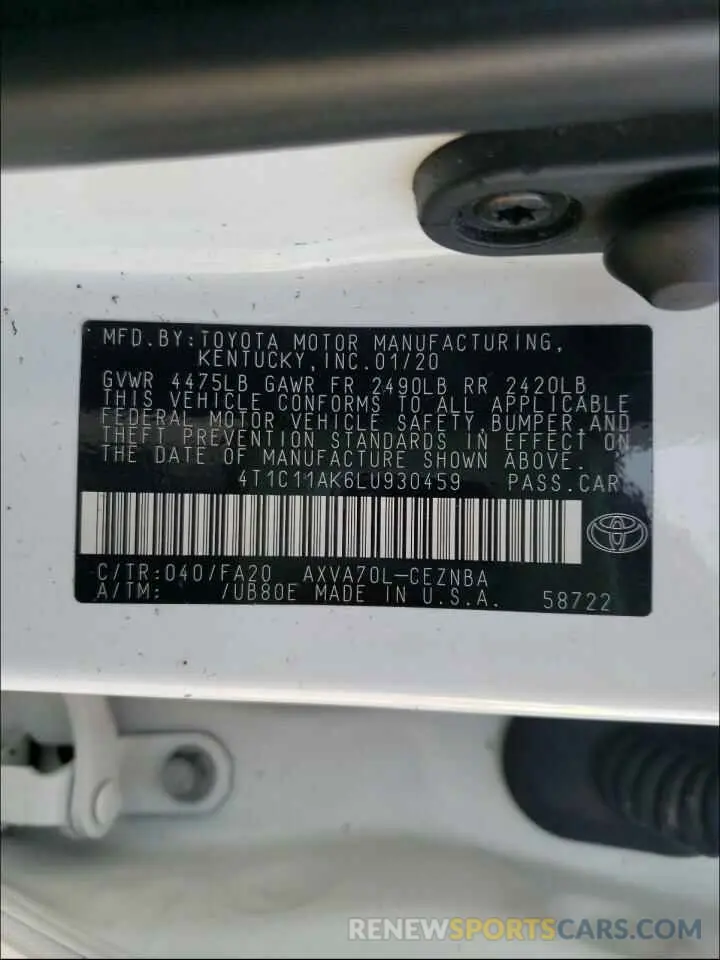 MFD.BY:TOYOTA MOTOR MANUFACTURING,
KENTUCKY,INC.01/20
GVWR 4475LB GAWR FR 2490LB RR 2420LB
THIS VEHICLE CONFORMS TO ALL APPLICABLE
FEDERAL MOTOR VEHICLE SAFETY,BUMPER,AND
THEFT PREVENTION STANDARDS IN EFFECT ON
THE DATE OF MANUFACTURE SHOWN ABOVE.
4T1C11AK6LU930459 PASS.CAR
C/TR:040/FA20 AXVA70L-CEZNBA
A/TM: /UB80E MADE IN U.S.A. 58722
RENEWSPORTSCARS.COM